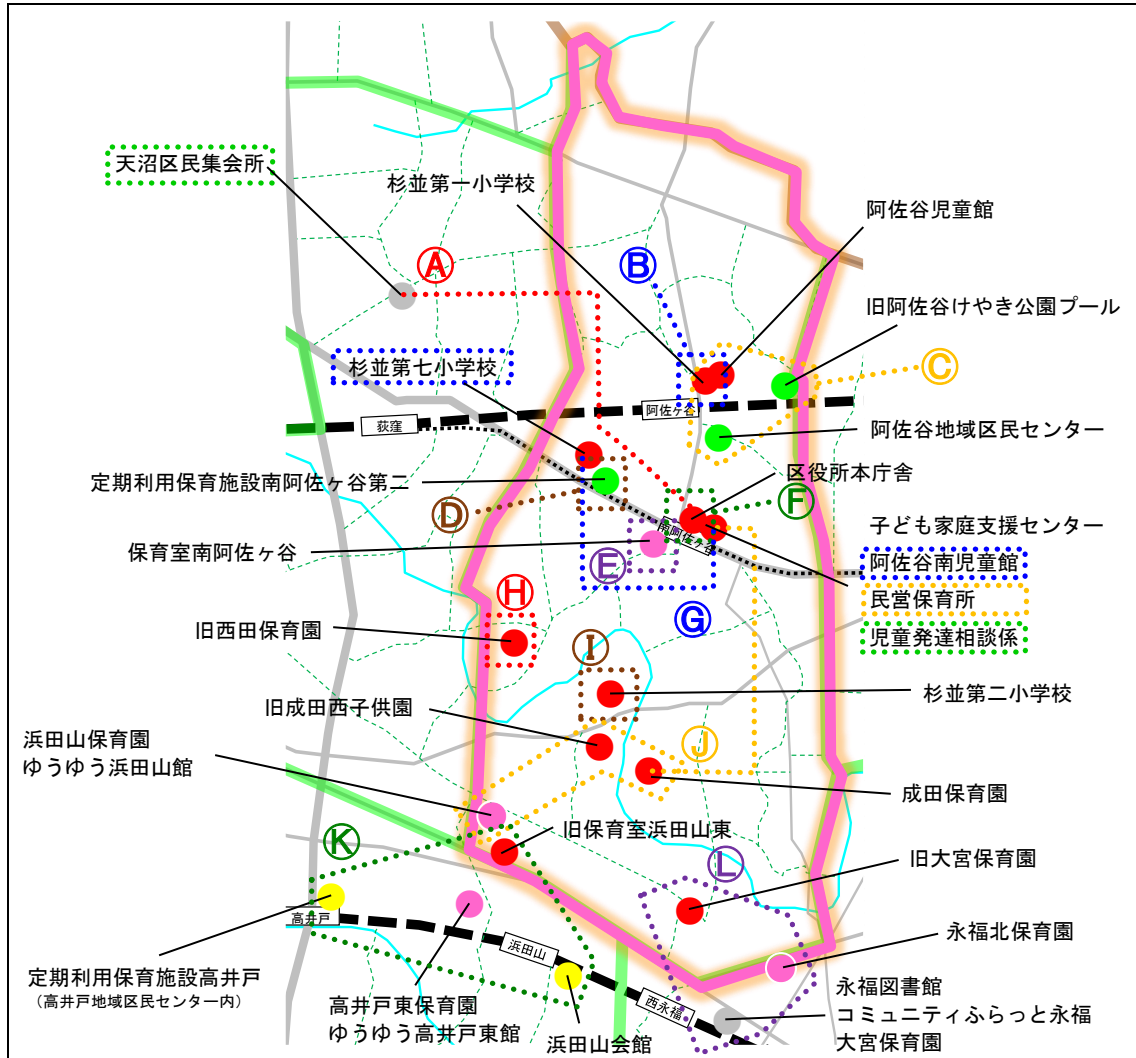 天沼区民集会所
杉並第一小学校
阿佐谷児童館
Ⓐ
Ⓑ
旧阿佐谷けやき公園プール
杉並第七小学校
Ⓒ
荻窪
阿佐ヶ谷
阿佐谷地域区民センター
区役所本庁舎
定期利用保育施設南阿佐ヶ谷第二
Ⓓ
Ⓕ
南阿佐ヶ谷
子ども家庭支援センター
保育室南阿佐ヶ谷
Ⓔ
阿佐谷南児童館
民営保育所
児童発達相談係
Ⓗ
Ⓖ
旧西田保育園
Ⓘ
杉並第二小学校
旧成田西子供園
浜田山保育園
ゆうゆう浜田山館
Ⓙ
成田保育園
旧保育室浜田山東
Ⓚ
Ⓛ
旧大宮保育園
高井戸
永福北保育園
浜田山
定期利用保育施設高井戸
(高井戸地域区民センター内)
高井戸東保育園
ゆうゆう高井戸東館
浜田山会館
西永福
永福図書館
コミュニティふらっと永福
大宮保育園